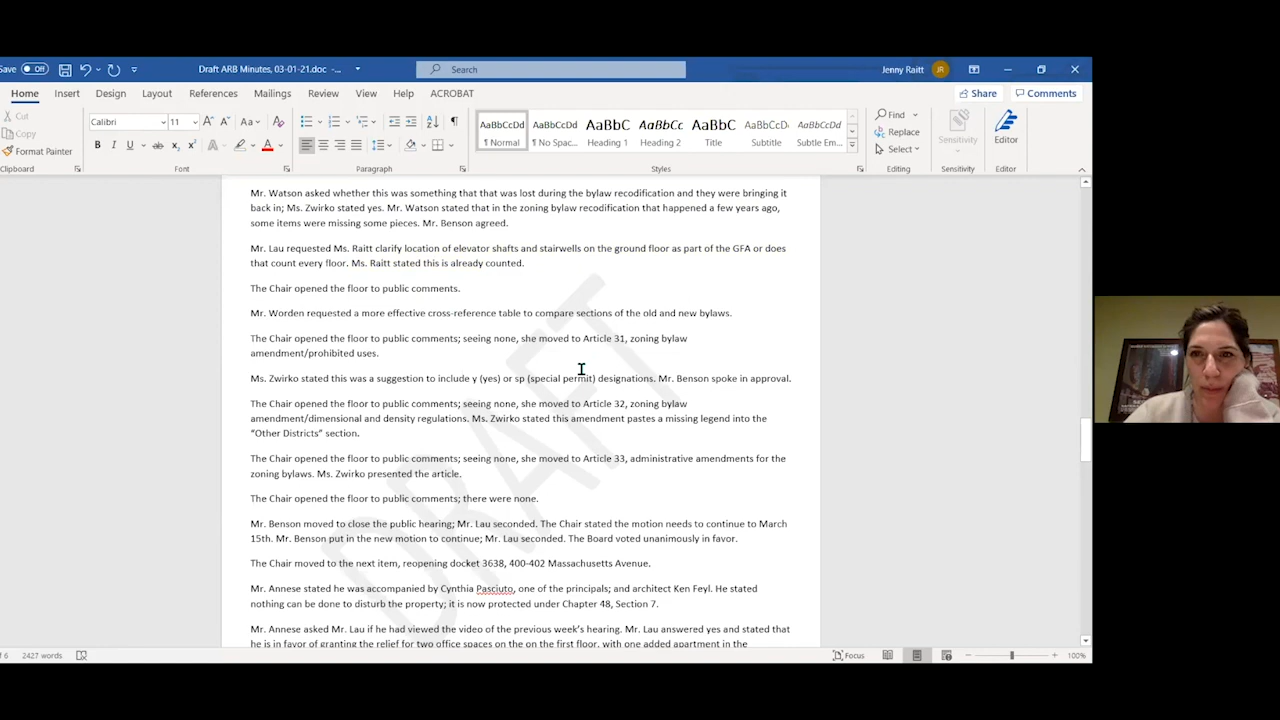 Save Off Draft ARB Minutes, 03-01-21.doc -... Search Jenny Raitt JR
Home Insert Design Layout References Mailings Review View Help ACROBAT Share Comments
Cut
Copy
Format Painter
Calibri 11
Aa
B I U ab x₂ x² A A
AaBbCcDd AaBbCcDd AaBbC AaBbCc AaBbC AaBbCcD AaBbCcDd
¶ Normal ¶ No Spac... Heading 1 Heading 2 Title Subtitle Subtle Em...
Find
Replace
Select
Sensitivity
Editor
Clipboard Font Paragraph Styles Editing Sensitivity Editor
Mr. Watson asked whether this was something that that was lost during the bylaw recodification and they were bringing it
back in; Ms. Zwirko stated yes. Mr. Watson stated that in the zoning bylaw recodification that happened a few years ago,
some items were missing some pieces. Mr. Benson agreed.
Mr. Lau requested Ms. Raitt clarify location of elevator shafts and stairwells on the ground floor as part of the GFA or does
that count every floor. Ms. Raitt stated this is already counted.
The Chair opened the floor to public comments.
Mr. Worden requested a more effective cross-reference table to compare sections of the old and new bylaws.
The Chair opened the floor to public comments; seeing none, she moved to Article 31, zoning bylaw
amendment/prohibited uses.
Ms. Zwirko stated this was a suggestion to include y (yes) or sp (special permit) designations. Mr. Benson spoke in approval.
The Chair opened the floor to public comments; seeing none, she moved to Article 32, zoning bylaw
amendment/dimensional and density regulations. Ms. Zwirko stated this amendment pastes a missing legend into the
“Other Districts” section.
The Chair opened the floor to public comments; seeing none, she moved to Article 33, administrative amendments for the
zoning bylaws. Ms. Zwirko presented the article.
The Chair opened the floor to public comments; there were none.
Mr. Benson moved to close the public hearing; Mr. Lau seconded. The Chair stated the motion needs to continue to March
15th. Mr. Benson put in the new motion to continue; Mr. Lau seconded. The Board voted unanimously in favor.
The Chair moved to the next item, reopening docket 3638, 400-402 Massachusetts Avenue.
Mr. Annese stated he was accompanied by Cynthia Pasciuto, one of the principals; and architect Ken Feyl. He stated
nothing can be done to disturb the property; it is now protected under Chapter 48, Section 7.
Mr. Annese asked Mr. Lau if he had viewed the video of the previous week's hearing. Mr. Lau answered yes and stated that
he is in favor of granting the relief for two office spaces on the on the first floor, with one added apartment in the
DRAFT
of 6 2427 words Focus 100%